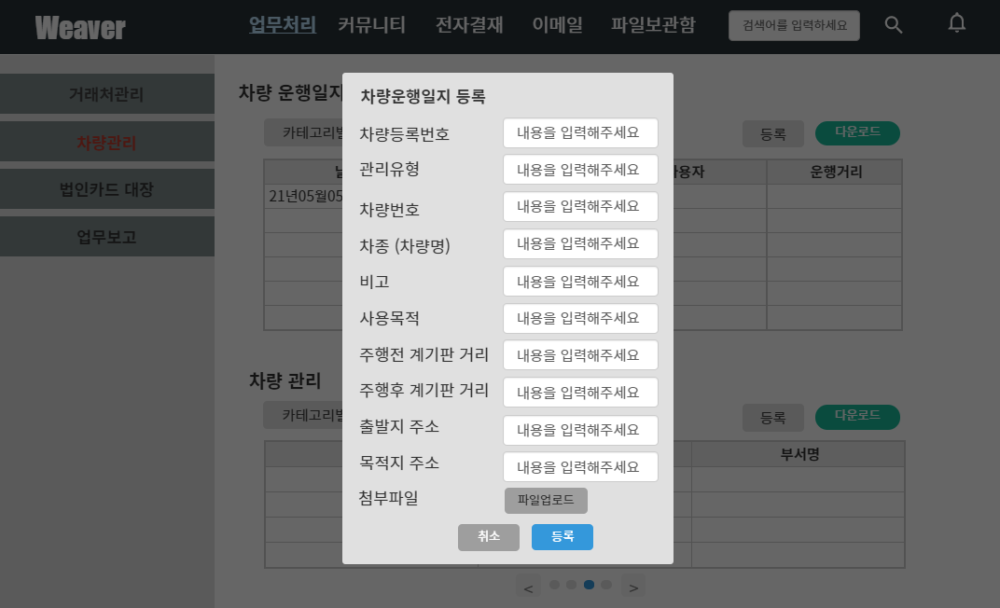 Weaver
업무처리 커뮤니티 전자결재 이메일 파일보관함 검색어를 입력하세요
거래처관리
차량관리
법인카드 대장
업무보고
차량 운행일지
카테고리별
등록 다운로드
사용자 운행거리
21년05월05
차량 관리
카테고리별
등록 다운로드
부서명
< >
차량운행일지 등록
차량등록번호 내용을 입력해주세요
관리유형 내용을 입력해주세요
차량번호 내용을 입력해주세요
차종 (차량명) 내용을 입력해주세요
비고 내용을 입력해주세요
사용목적 내용을 입력해주세요
주행전 계기판 거리 내용을 입력해주세요
주행후 계기판 거리 내용을 입력해주세요
출발지 주소 내용을 입력해주세요
목적지 주소 내용을 입력해주세요
첨부파일 파일업로드
취소 등록